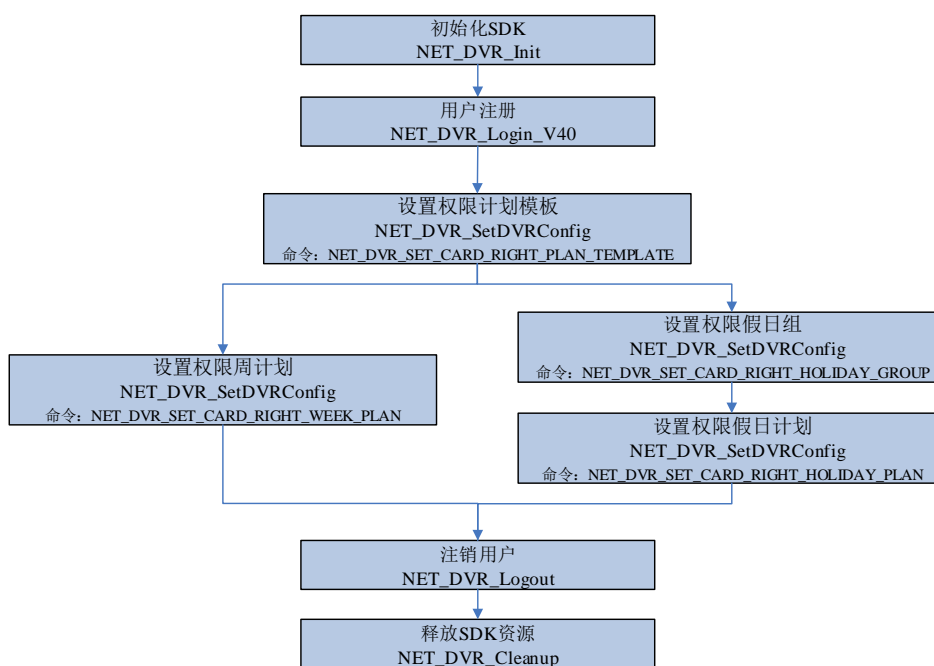 初始化SDK
NET_DVR_Init
用户注册
NET_DVR_Login_V40
设置权限计划模板
NET_DVR_SetDVRConfig
命令：NET_DVR_SET_CARD_RIGHT_PLAN_TEMPLATE
设置权限周计划
NET_DVR_SetDVRConfig
命令：NET_DVR_SET_CARD_RIGHT_WEEK_PLAN
设置权限假日组
NET_DVR_SetDVRConfig
命令：NET_DVR_SET_CARD_RIGHT_HOLIDAY_GROUP
设置权限假日计划
NET_DVR_SetDVRConfig
命令：NET_DVR_SET_CARD_RIGHT_HOLIDAY_PLAN
注销用户
NET_DVR_Logout
释放SDK资源
NET_DVR_Cleanup